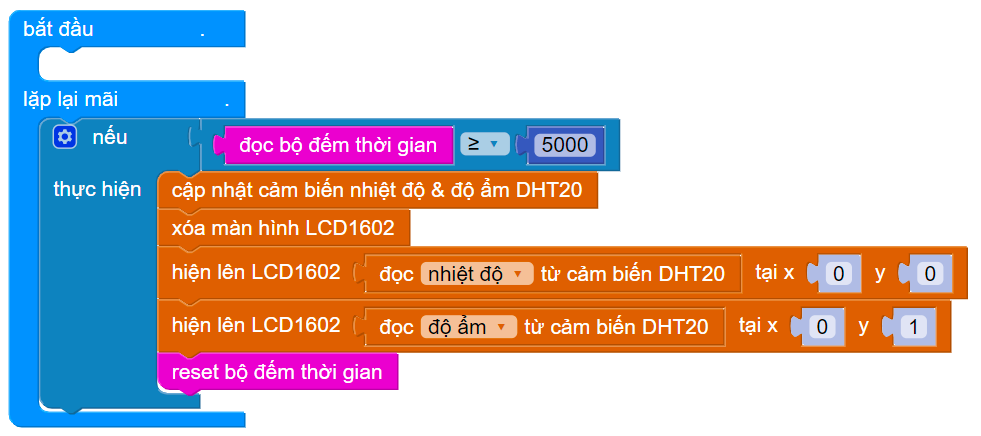 bắt đầu .
lặp lại mãi .
nếu đọc bộ đếm thời gian ≥ 5000
thực hiện cập nhật cảm biến nhiệt độ & độ ẩm DHT20
xóa màn hình LCD1602
hiện lên LCD1602 đọc nhiệt độ từ cảm biến DHT20 tại x 0 y 0
hiện lên LCD1602 đọc độ ẩm từ cảm biến DHT20 tại x 0 y 1
reset bộ đếm thời gian